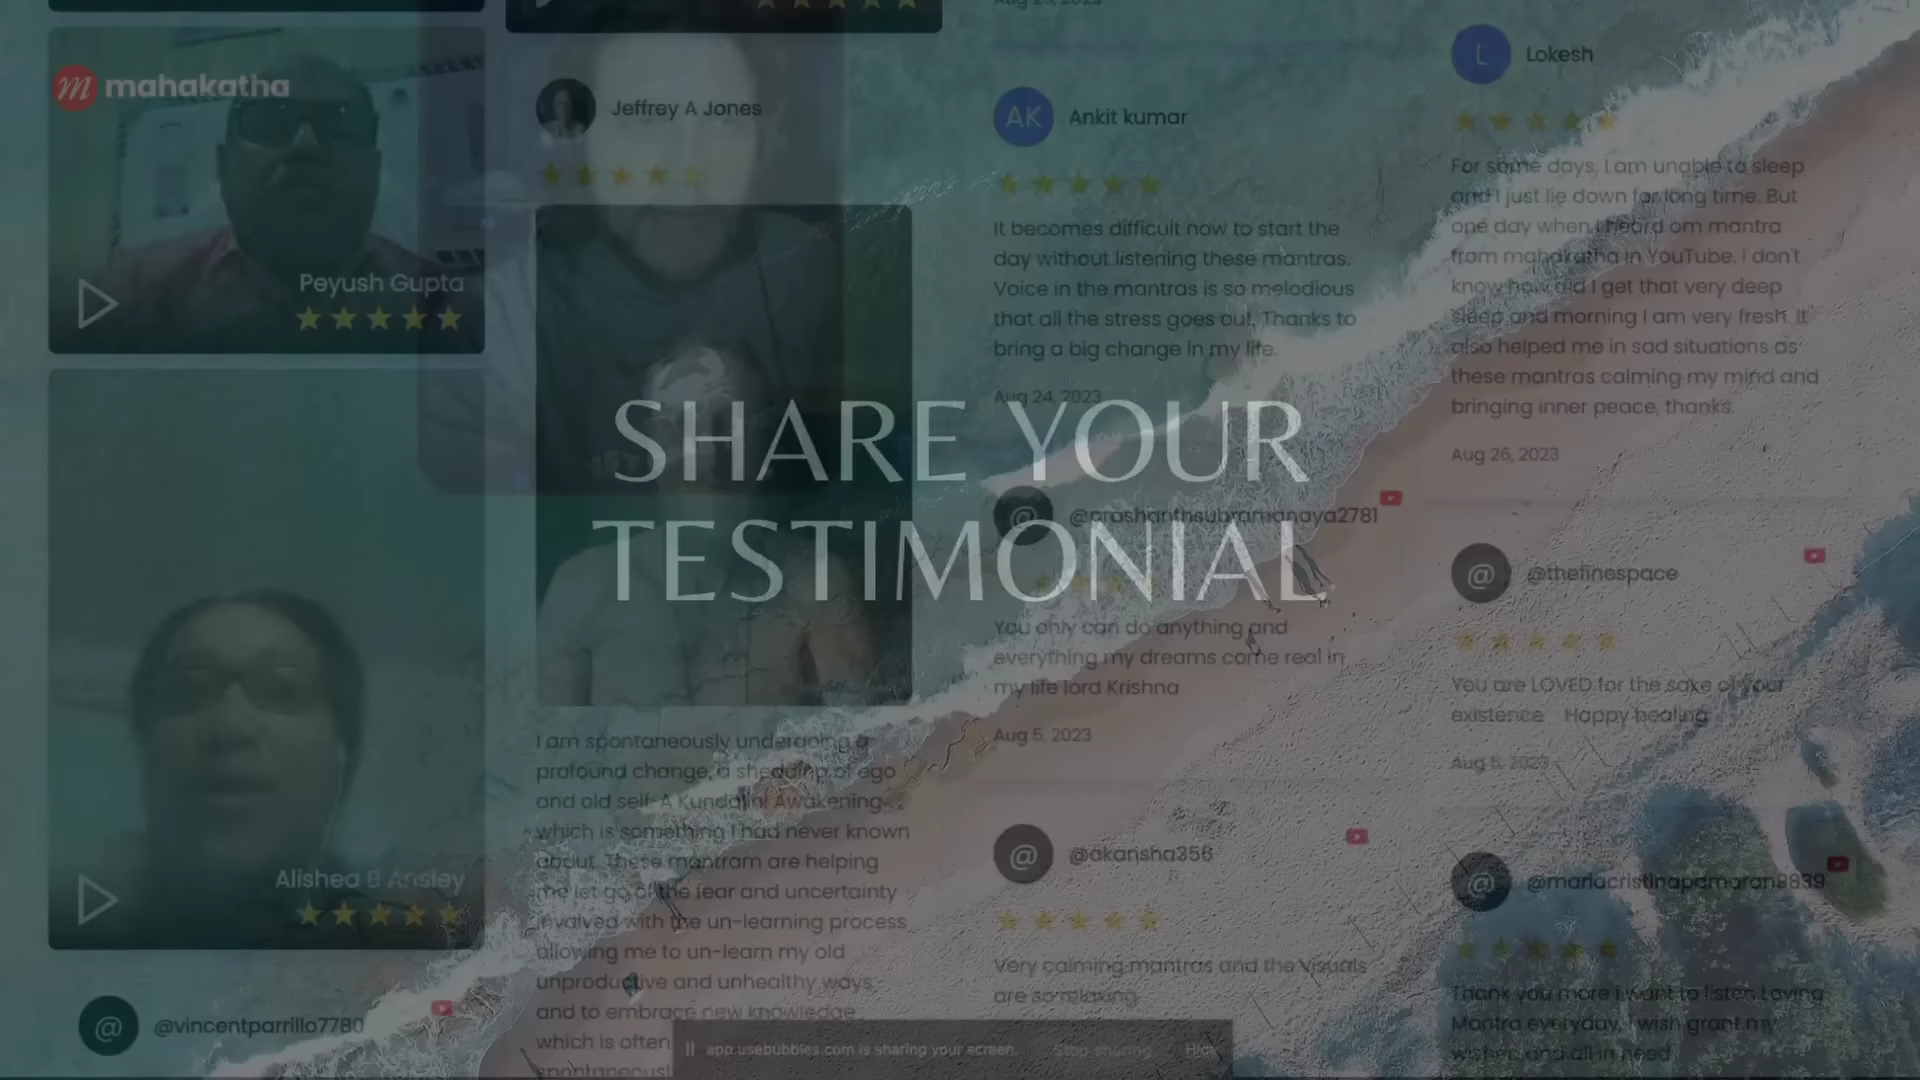 mahakatha
Peyush Gupta
Alishea B Ansley
@vincentparrillo7780
Jeffrey A Jones
I am spontaneously undergoing a
profound change, a shedding of ego
and old self. A Kundalini Awakening
which is something I had never known
about. These mantram are helping
me let go of the fear and uncertainty
involved with the un-learning process
allowing me to un-learn my old
unproductive and unhealthy ways
and to embrace new knowledge
which is often
spontaneously
SHARE YOUR
TESTIMONIAL
AK
Ankit kumar
It becomes difficult now to start the
day without listening these mantras.
Voice in the mantras is so melodious
that all the stress goes out. Thanks to
bring a big change in my life.
Aug 24, 2023
@prashanthsubramanaya2781
You only can do anything and
everything my dreams come real in
my life lord Krishna
Aug 5, 2023
@akarisha356
Very calming mantras and the Visuals
are so relaxing
L
Lokesh
For some days, I am unable to sleep
and I just lie down for long time. But
one day when I heard om mantra
from mahakatha in YouTube, i don't
know how did I get that very deep
sleep and morning I am very fresh. It
also helped me in sad situations as
these mantras calming my mind and
bringing inner peace, thanks.
Aug 26, 2023
@thefinespace
You are LOVED for the sake of your
existence Happy healing
Aug 5, 2023
@mariacristinapamaran9839
Thank you more I want to listen Loving
Mantra everyday, I wish grant my
wishes and all in need
app.usebubbles.com is sharing your screen.
Stop sharing
Hide